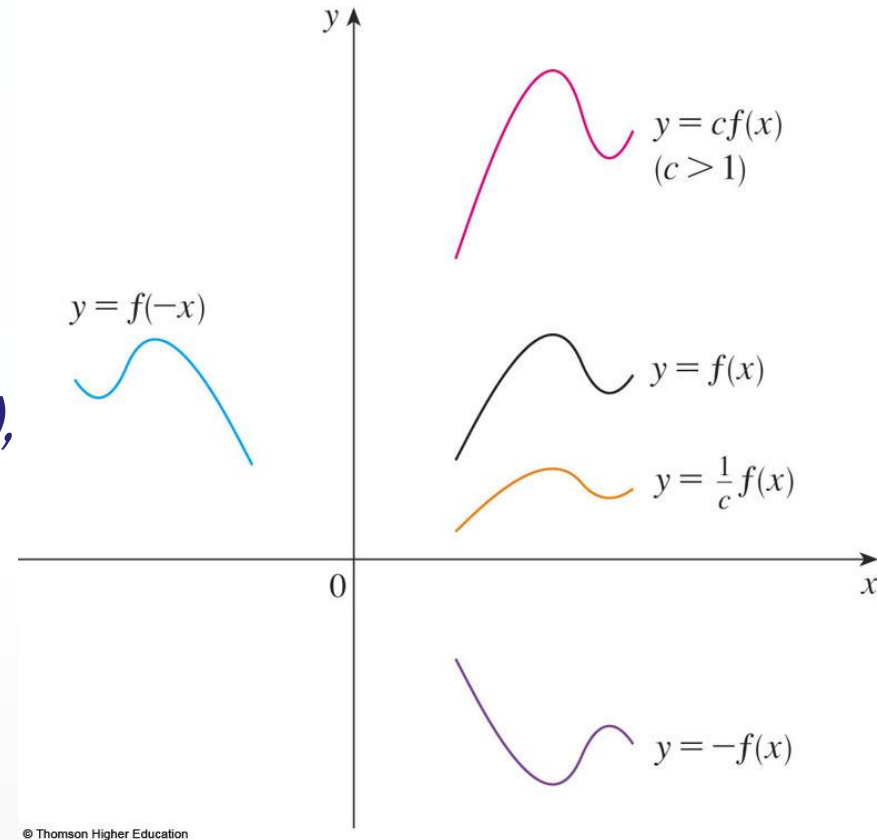 y
y = cf(x)
(c > 1)
y = f(−x)
),
y = f(x)
y = 1/c f(x)
0
x
y = −f(x)
© Thomson Higher Education